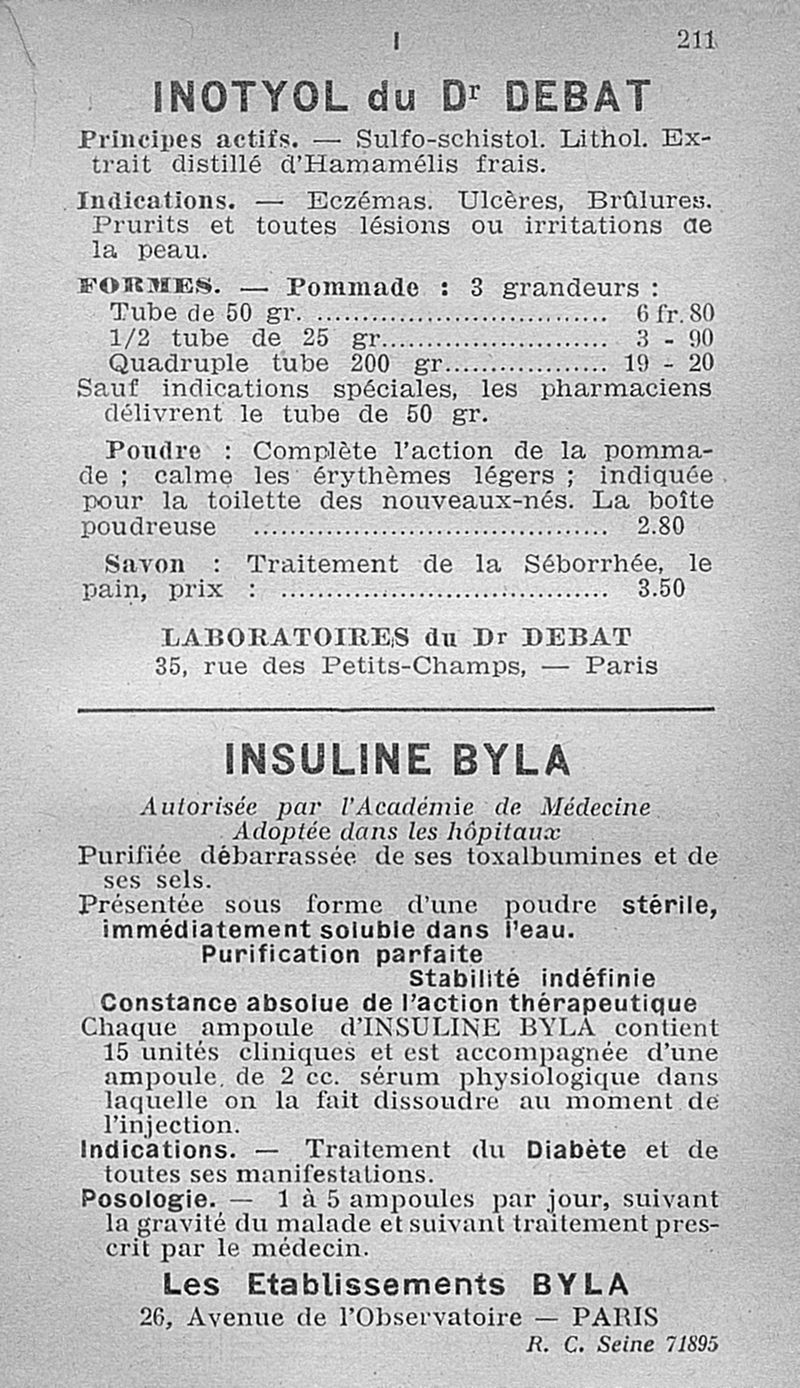 I 211
INOTYOL du Dr DEBAT
Principes actifs. — Sulfo-schistol. Lithol. Ex-
trait distillé d'Hamamélis frais.
Indications. — Eczémas. Ulcères, Brûlures.
Prurits et toutes lésions ou irritations de
la peau.
FORMES. — Pommade : 3 grandeurs :
Tube de 50 gr. ................................ 6 fr. 80
1/2 tube de 25 gr......................... 3 - 90
Quadruple tube 200 gr.................. 19 - 20
Sauf indications spéciales, les pharmaciens
délivrent le tube de 50 gr.
Poudre : Complète l'action de la pomma-
de ; calme les érythèmes légers ; indiquée
pour la toilette des nouveaux-nés. La boîte
poudreuse ....................................... 2.80
Savon : Traitement de la Séborrhée, le
pain, prix : .................................... 3.50
LABORATOIRES du Dr DEBAT
35, rue des Petits-Champs, — Paris
INSULINE BYLA
Autorisée par l'Académie de Médecine
Adoptée dans les hôpitaux
Purifiée débarrassée de ses toxalbumines et de
ses sels.
Présentée sous forme d'une poudre stérile,
immédiatement soluble dans l'eau.
Purification parfaite
Stabilité indéfinie
Constance absolue de l'action thérapeutique
Chaque ampoule d'INSULINE BYLA contient
15 unités cliniques et est accompagnée d'une
ampoule. de 2 cc. sérum physiologique dans
laquelle on la fait dissoudre au moment de
l'injection.
Indications. — Traitement du Diabète et de
toutes ses manifestations.
Posologie. — 1 à 5 ampoules par jour, suivant
la gravité du malade et suivant traitement pres-
crit par le médecin.
Les Etablissements BYLA
26, Avenue de l'Observatoire — PARIS
R. C. Seine 71895